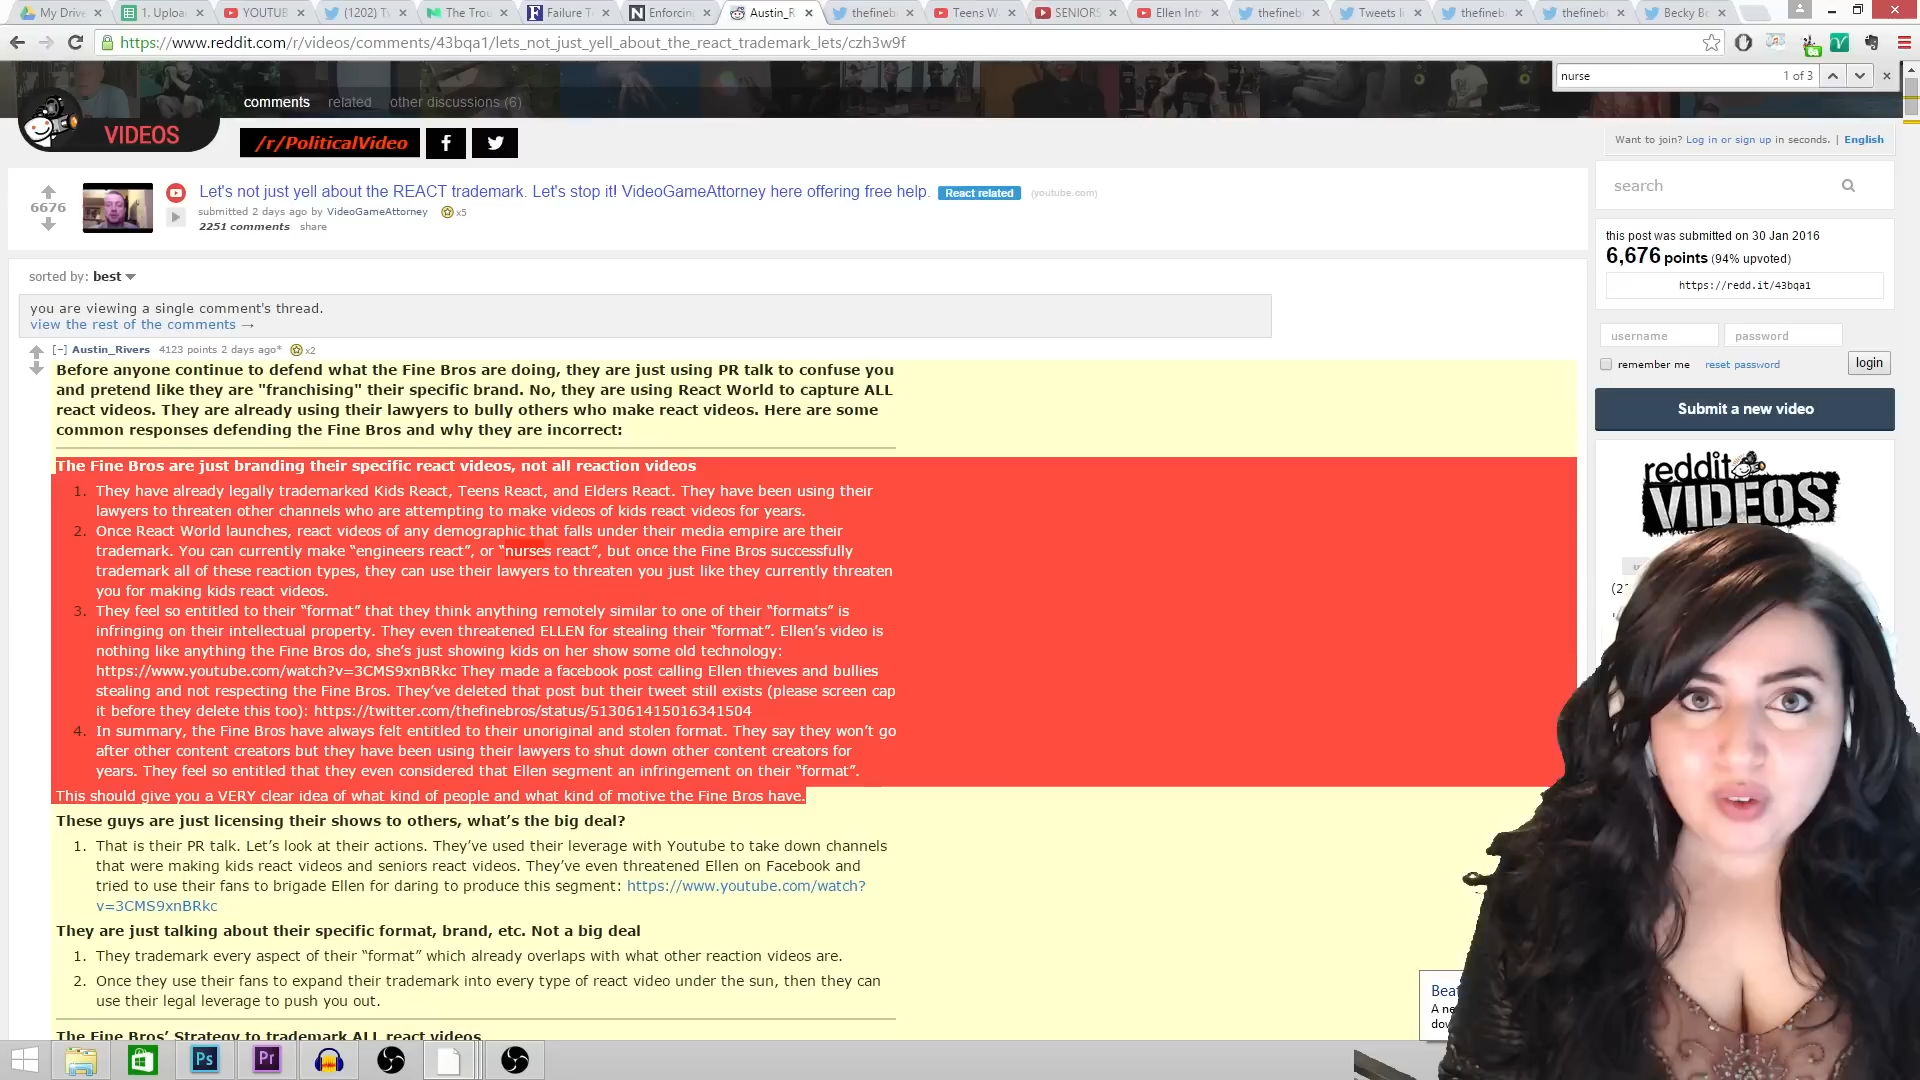 My Drive
1. Uploa
YOUTUB
(1202) Tw
The Trou
Failure To
Enforcing
Austin_R
thefineb
Teens W
SENIORS
Ellen Int
thefineb
Tweets l
thefineb
thefineb
Becky Bo
https://www.reddit.com/r/videos/comments/43bqa1/lets_not_just_yell_about_the_react_trademark_lets/czh3w9f
nurse 1 of 3
comments related other discussions (6)
VIDEOS
/r/PoliticalVideo
Want to join? Log in or sign up in seconds. | English
Let's not just yell about the REACT trademark. Let's stop it! VideoGameAttorney here offering free help. React related (youtube.com)
6676
submitted 2 days ago by VideoGameAttorney x5
2251 comments share
search
this post was submitted on 30 Jan 2016
6,676 points (94% upvoted)
https://redd.it/43bqa1
username password
remember me reset password login
Submit a new video
reddit
VIDEOS
sorted by: best
you are viewing a single comment's thread.
view the rest of the comments →
[–] Austin_Rivers 4123 points 2 days ago* x2
Before anyone continue to defend what the Fine Bros are doing, they are just using PR talk to confuse you
and pretend like they are "franchising" their specific brand. No, they are using React World to capture ALL
react videos. They are already using their lawyers to bully others who make react videos. Here are some
common responses defending the Fine Bros and why they are incorrect:
The Fine Bros are just branding their specific react videos, not all reaction videos
1. They have already legally trademarked Kids React, Teens React, and Elders React. They have been using their
lawyers to threaten other channels who are attempting to make videos of kids react videos for years.
2. Once React World launches, react videos of any demographic that falls under their media empire are their
trademark. You can currently make “engineers react”, or “nurses react”, but once the Fine Bros successfully
trademark all of these reaction types, they can use their lawyers to threaten you just like they currently threaten
you for making kids react videos.
3. They feel so entitled to their “format” that they think anything remotely similar to one of their “formats” is
infringing on their intellectual property. They even threatened ELLEN for stealing their “format”. Ellen’s video is
nothing like anything the Fine Bros do, she’s just showing kids on her show some old technology:
https://www.youtube.com/watch?v=3CMS9xnBRkc They made a facebook post calling Ellen thieves and bullies
stealing and not respecting the Fine Bros. They’ve deleted that post but their tweet still exists (please screen cap
it before they delete this too): https://twitter.com/thefinebros/status/513061415016341504
4. In summary, the Fine Bros have always felt entitled to their unoriginal and stolen format. They say they won’t go
after other content creators but they have been using their lawyers to shut down other content creators for
years. They feel so entitled that they even considered that Ellen segment an infringement on their “format”.
This should give you a VERY clear idea of what kind of people and what kind of motive the Fine Bros have.
These guys are just licensing their shows to others, what’s the big deal?
1. That is their PR talk. Let’s look at their actions. They’ve used their leverage with Youtube to take down channels
that were making kids react videos and seniors react videos. They’ve even threatened Ellen on Facebook and
tried to use their fans to brigade Ellen for daring to produce this segment: https://www.youtube.com/watch?
v=3CMS9xnBRkc
They are just talking about their specific format, brand, etc. Not a big deal
1. They trademark every aspect of their “format” which already overlaps with what other reaction videos are.
2. Once they use their fans to expand their trademark into every type of react video under the sun, then they can
use their legal leverage to push you out.
The Fine Bros’ Strategy to trademark ALL react videos
Ps
Pr